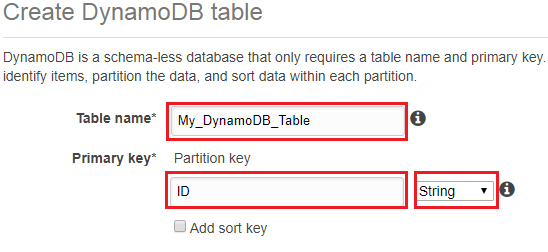 Create DynamoDB table
DynamoDB is a schema-less database that only requires a table name and primary key.
identify items, partition the data, and sort data within each partition.
Table name* My_DynamoDB_Table
Primary key* Partition key
ID String
Add sort key